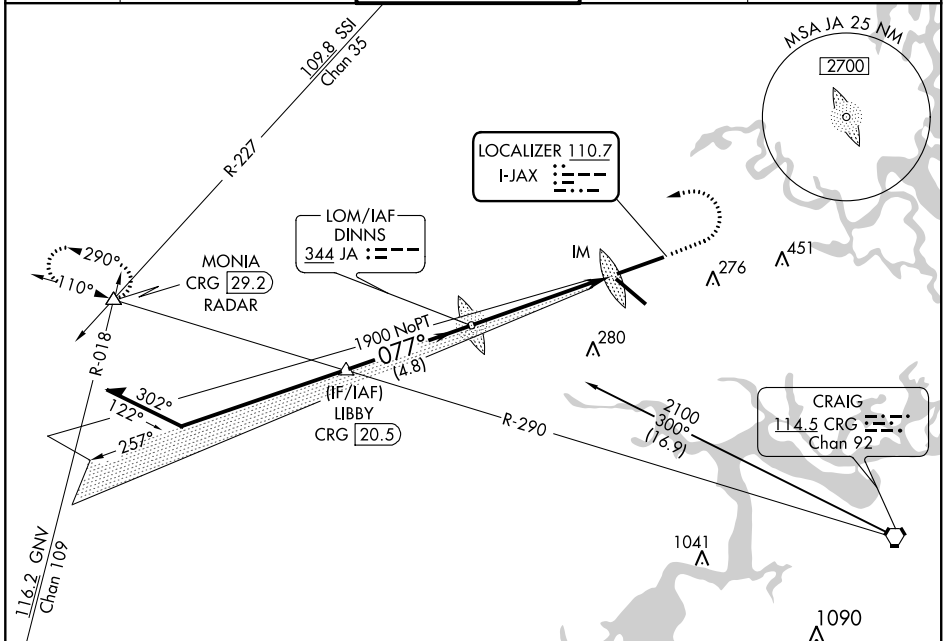 MSA JA 25 NM
2700
109.8 SSI
Chan 35
R-227
LOCALIZER 110.7
I-JAX
LOM/IAF
DINNS
344 JA
IM
451
276
290°
110°
MONIA
CRG 29.2
RADAR
1900 NoPT
077°
(4.8)
280
R-018
302°
122°
257°
(IF/IAF)
LIBBY
CRG 20.5
R-290
2100
300°
(16.9)
CRAIG
114.5 CRG
Chan 92
1041
116.2 GNV
Chan 109
1090